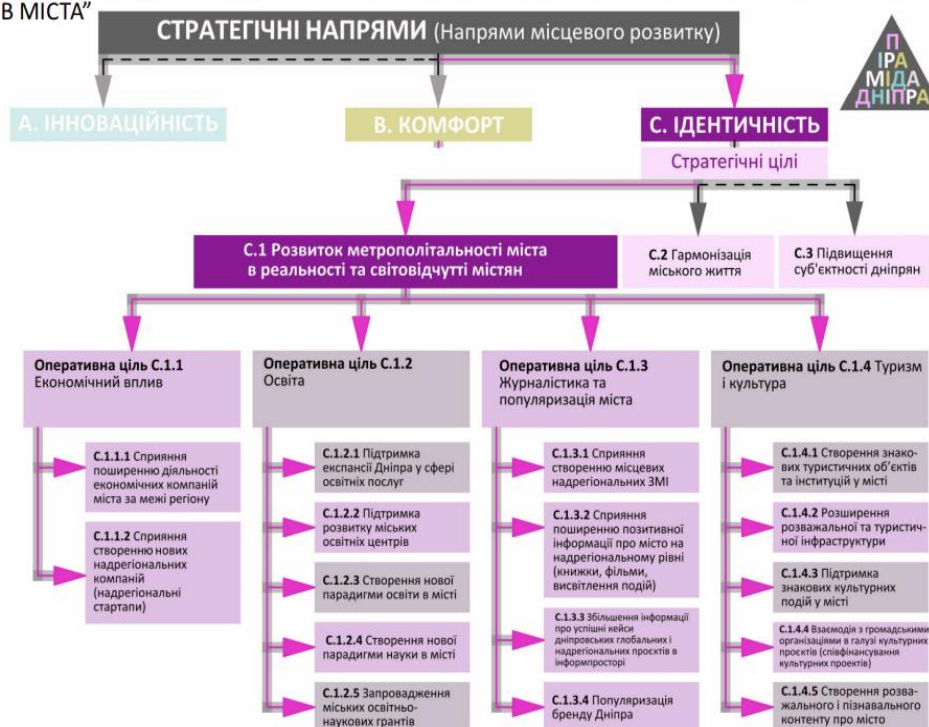 В МІСТА”
СТРАТЕГІЧНІ НАПРЯМИ (Напрями місцевого розвитку)
П
ІРА
МІДА
ДНІПРА
А. ІННОВАЦІЙНІСТЬ
В. КОМФОРТ
С. ІДЕНТИЧНІСТЬ
Стратегічні цілі
С.1 Розвиток метрополітальності міста
в реальності та світовідчутті містян
С.2 Гармонізація
міського життя
С.3 Підвищення
суб'єктності дніпрян
Оперативна ціль С.1.1
Економічний вплив
С.1.1.1 Сприяння
поширенню діяльності
економічних компаній
міста за межі регіону
С.1.1.2 Сприяння
створенню нових
надрегіональних
компаній
(надрегіональні
стартапи)
Оперативна ціль С.1.2
Освіта
С.1.2.1 Підтримка
експансії Дніпра у сфері
освітніх послуг
С.1.2.2 Підтримка
розвитку міських
освітніх центрів
С.1.2.3 Створення нової
парадигми освіти в місті
С.1.2.4 Створення нової
парадигми науки в місті
С.1.2.5 Запровадження
міських освітньо-
наукових грантів
Оперативна ціль С.1.3
Журналістика та
популяризація міста
С.1.3.1 Сприяння
створенню місцевих
надрегіональних ЗМІ
С.1.3.2 Сприяння
поширенню позитивної
інформації про місто на
надрегіональному рівні
(книжки, фільми,
висвітлення подій)
С.1.3.3 Збільшення інформації
про успішні кейси
дніпровських глобальних і
надрегіональних проєктів в
інформпросторі
С.1.3.4 Популяризація
бренду Дніпра
Оперативна ціль С.1.4 Туризм
і культура
С.1.4.1 Створення знако-
вих туристичних об’єктів
та інституцій у місті
С.1.4.2 Розширення
розважальної та туристич-
ної інфраструктури
С.1.4.3 Підтримка
знакових культурних
подій у місті
С.1.4.4 Взаємодія з громадськими
організаціями в галузі культурних
проєктів (співфінансування
культурних проектів)
С.1.4.5 Створення розва-
жального і пізнавального
контенту про місто